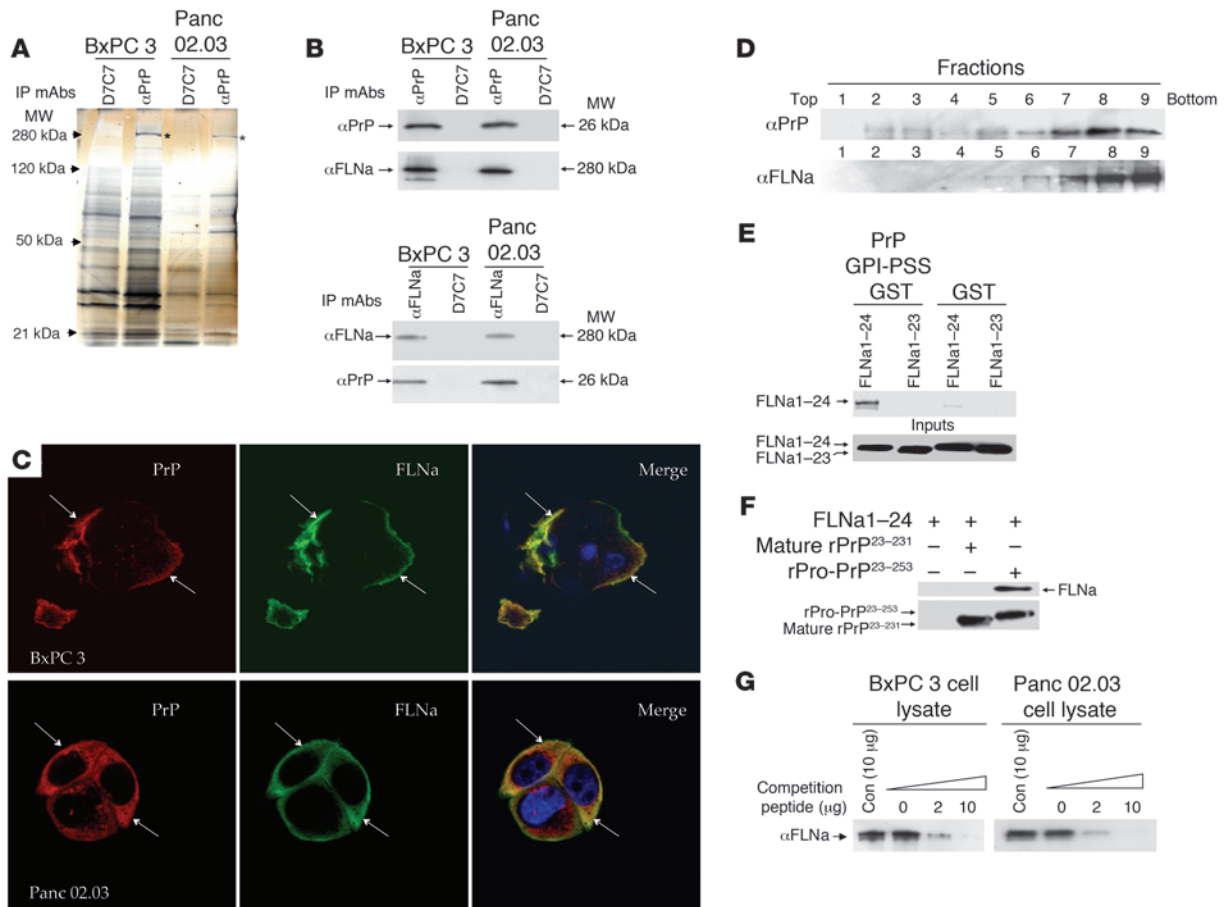 A
BxPC 3
Panc
02.03
IP mAbs
D7C7
αPrP
D7C7
αPrP
MW
280 kDa
*
*
120 kDa
50 kDa
21 kDa
B
BxPC 3
Panc
02.03
IP mAbs
αPrP
D7C7
αPrP
D7C7
MW
αPrP
26 kDa
αFLNa
280 kDa
BxPC 3
Panc
02.03
IP mAbs
αFLNa
D7C7
αFLNa
D7C7
MW
αFLNa
280 kDa
αPrP
26 kDa
C
PrP
FLNa
Merge
BxPC 3
PrP
FLNa
Merge
Panc 02.03
D
Fractions
Top 1 2 3 4 5 6 7 8 9 Bottom
αPrP
1 2 3 4 5 6 7 8 9
αFLNa
E
PrP
GPI-PSS
GST
GST
FLNa1–24
FLNa1–23
FLNa1–24
FLNa1–23
FLNa1–24
Inputs
FLNa1–24
FLNa1–23
F
FLNa1–24 + + +
Mature rPrP23–231 – + –
rPro-PrP23–253 – – +
FLNa
rPro-PrP23–253
Mature rPrP23–231
G
BxPC 3 cell
lysate
Panc 02.03
cell lysate
Con (10 μg)
Con (10 μg)
Competition
peptide (μg) 0 2 10 0 2 10
αFLNa